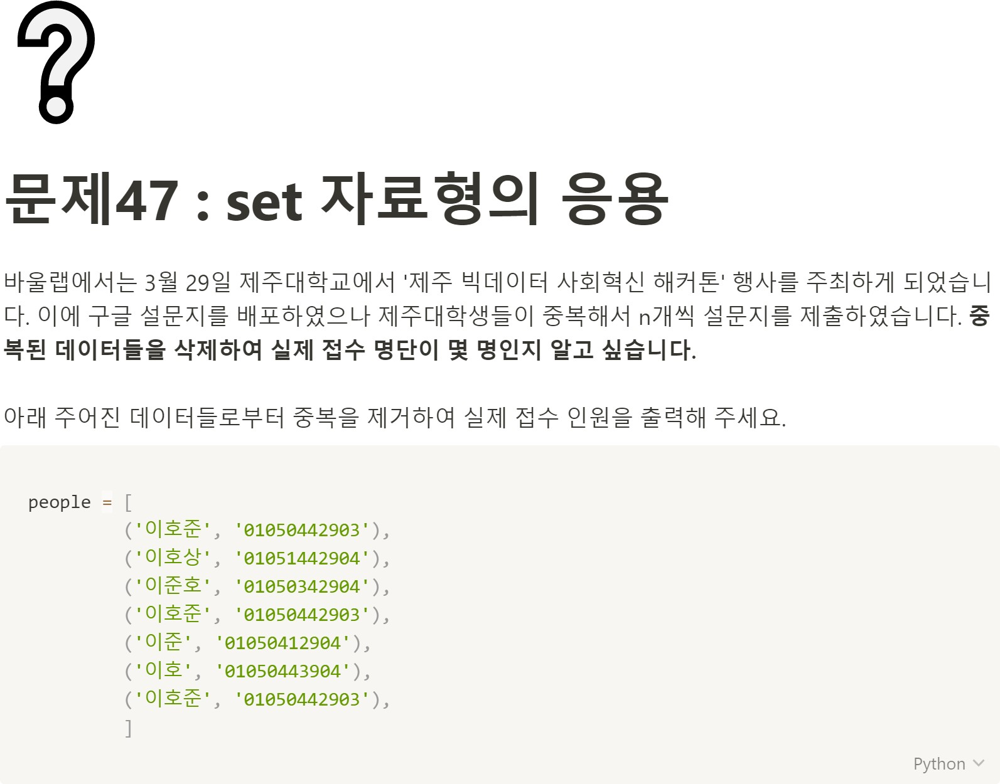 문제47 : set 자료형의 응용
바울랩에서는 3월 29일 제주대학교에서 '제주 빅데이터 사회혁신 해커톤' 행사를 주최하게 되었습니
다. 이에 구글 설문지를 배포하였으나 제주대학생들이 중복해서 n개씩 설문지를 제출하였습니다. 중
복된 데이터들을 삭제하여 실제 접수 명단이 몇 명인지 알고 싶습니다.
아래 주어진 데이터들로부터 중복을 제거하여 실제 접수 인원을 출력해 주세요.
people = [
('이호준', '01050442903'),
('이호상', '01051442904'),
('이준호', '01050342904'),
('이호준', '01050442903'),
('이준', '01050412904'),
('이호', '01050443904'),
('이호준', '01050442903'),
]
Python